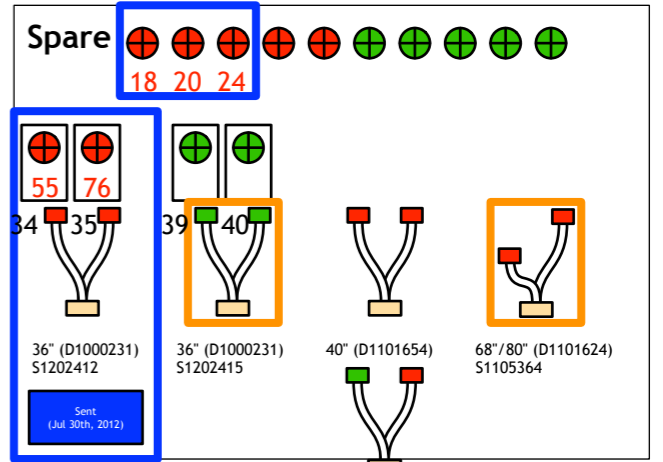 Spare
18 20 24
55 76
34 35 39 40
36" (D1000231)
S1202412
36" (D1000231)
S1202415
40" (D1101654)
68"/80" (D1101624)
S1105364
Sent
(Jul 30th, 2012)